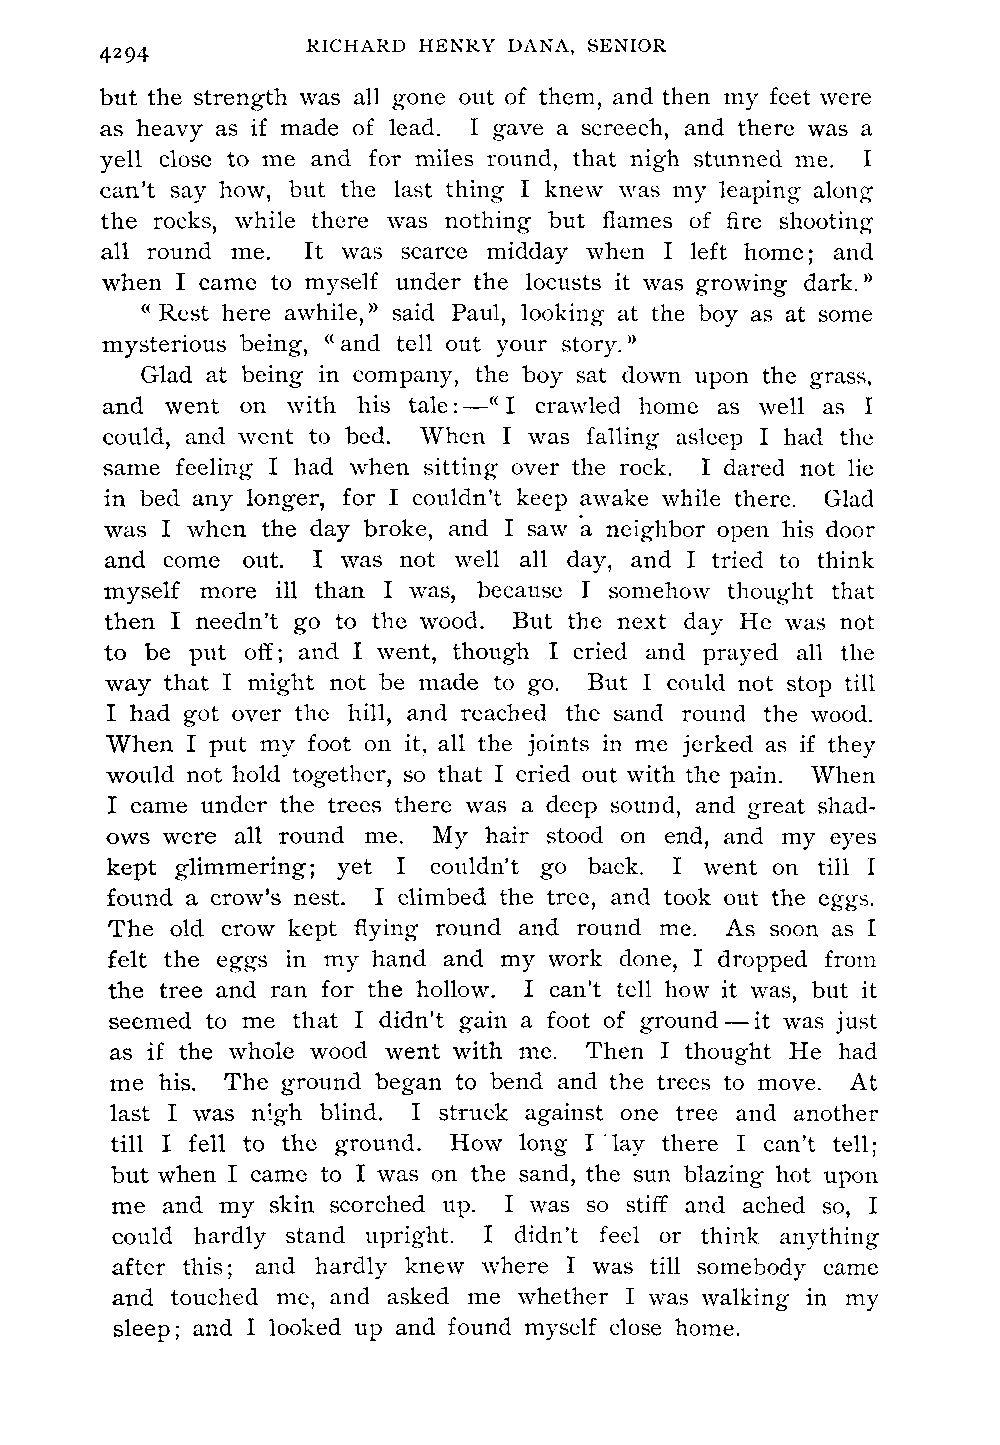 4294
RICHARD HENRY DANA, SENIOR
but the strength was all gone out of them, and then my feet were
as heavy as if made of lead. I gave a screech, and there was a
yell close to me and for miles round, that nigh stunned me. I
can't say how, but the last thing I knew was my leaping along
the rocks, while there was nothing but flames of fire shooting
all round me. It was scarce midday when I left home; and
when I came to myself under the locusts it was growing dark.»
« Rest here awhile,» said Paul, looking at the boy as at some
mysterious being, «and tell out your story.»
Glad at being in company, the boy sat down upon the grass,
and went on with his tale:—«I crawled home as well as I
could, and went to bed. When I was falling asleep I had the
same feeling I had when sitting over the rock. I dared not lie
in bed any longer, for I couldn't keep awake while there. Glad
was I when the day broke, and I saw a neighbor open his door
and come out. I was not well all day, and I tried to think
myself more ill than I was, because I somehow thought that
then I needn't go to the wood. But the next day He was not
to be put off; and I went, though I cried and prayed all the
way that I might not be made to go. But I could not stop till
I had got over the hill, and reached the sand round the wood.
When I put my foot on it, all the joints in me jerked as if they
would not hold together, so that I cried out with the pain. When
I came under the trees there was a deep sound, and great shad-
ows were all round me. My hair stood on end, and my eyes
kept glimmering; yet I couldn't go back. I went on till I
found a crow's nest. I climbed the tree, and took out the eggs.
The old crow kept flying round and round me. As soon as I
felt the eggs in my hand and my work done, I dropped from
the tree and ran for the hollow. I can't tell how it was, but it
seemed to me that I didn't gain a foot of ground — it was just
as if the whole wood went with me. Then I thought He had
me his. The ground began to bend and the trees to move. At
last I was nigh blind. I struck against one tree and another
till I fell to the ground. How long I lay there I can't tell;
but when I came to I was on the sand, the sun blazing hot upon
me and my skin scorched up. I was so stiff and ached so, I
could hardly stand upright. I didn't feel or think anything
after this; and hardly knew where I was till somebody came
and touched me, and asked me whether I was walking in my
sleep; and I looked up and found myself close home.